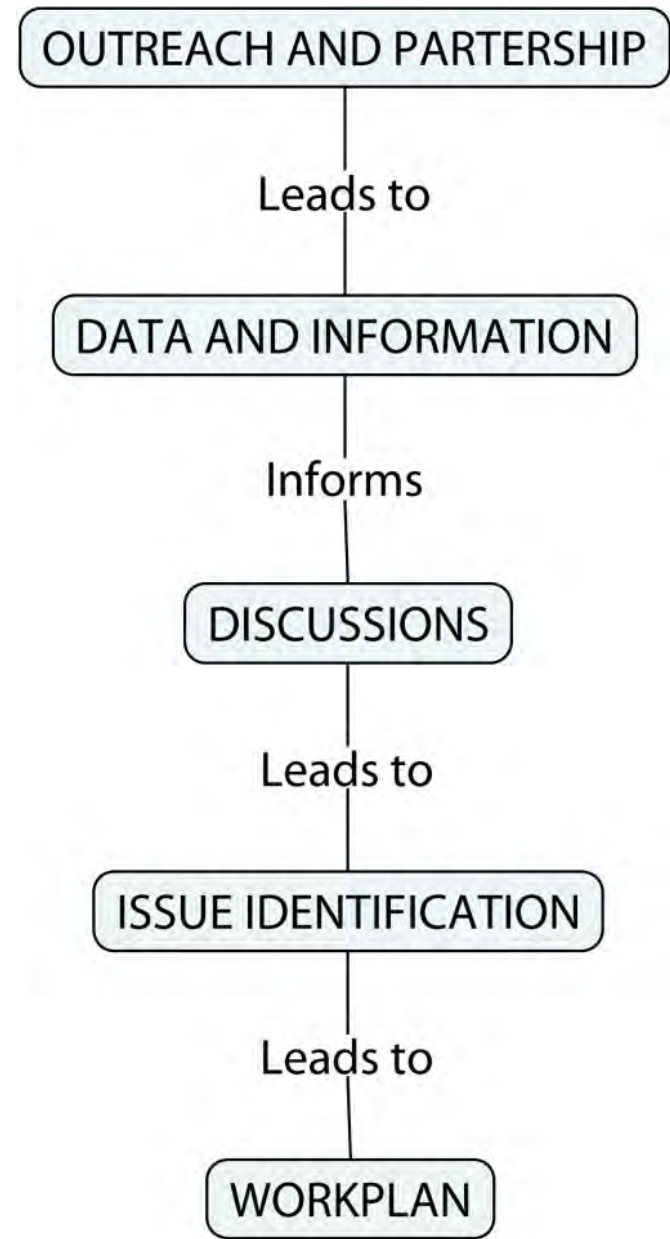 OUTREACH AND PARTERSHIP
Leads to
DATA AND INFORMATION
Informs
DISCUSSIONS
Leads to
ISSUE IDENTIFICATION
Leads to
WORKPLAN